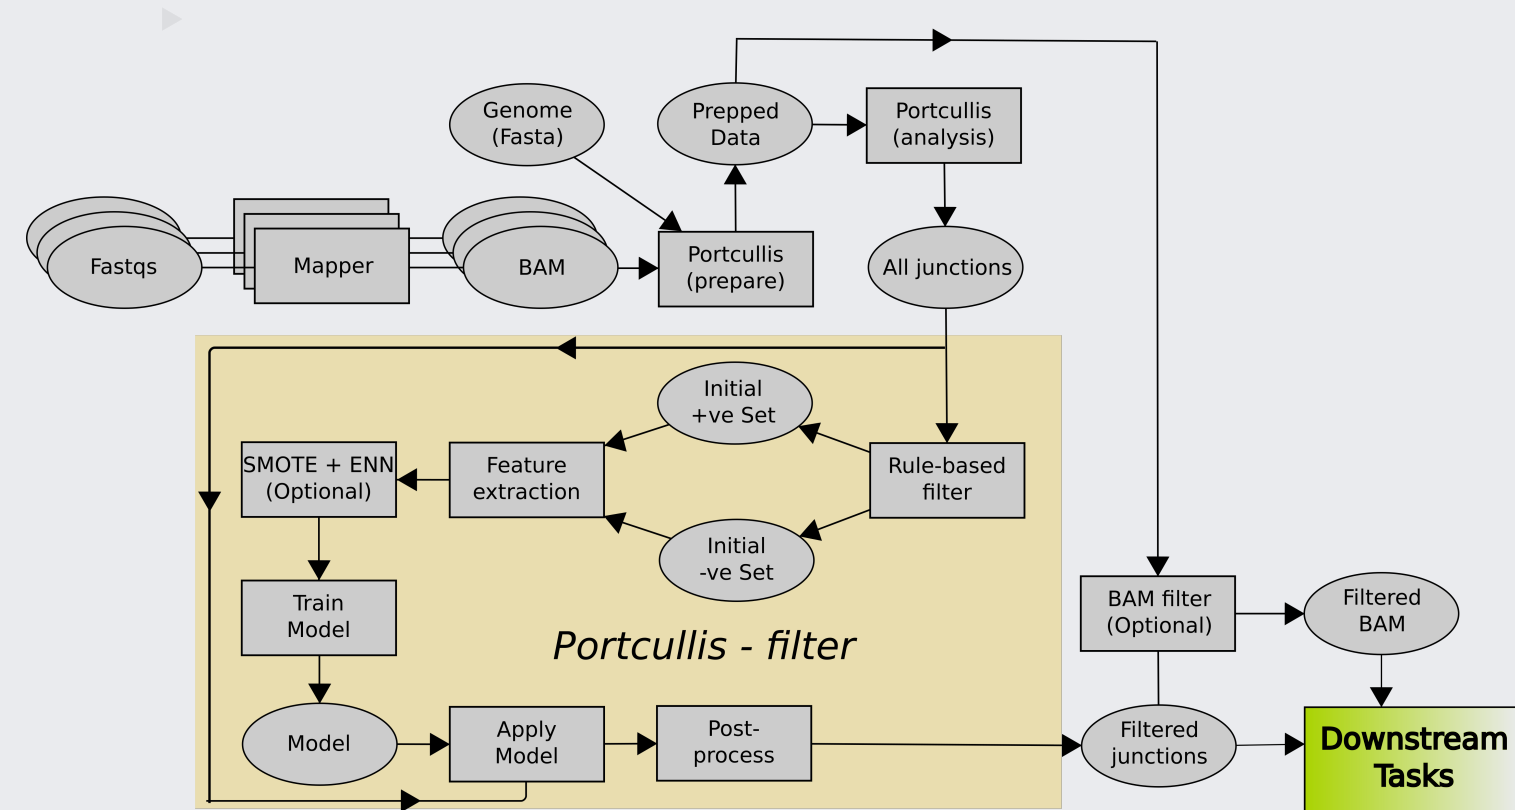 Genome
(Fasta)
Prepped
Data
Portcullis
(analysis)
Fastqs
Mapper
BAM
Portcullis
(prepare)
All junctions
Initial
+ve Set
SMOTE + ENN
(Optional)
Feature
extraction
Rule-based
filter
Initial
-ve Set
Train
Model
Portcullis - filter
BAM filter
(Optional)
Filtered
BAM
Model
Apply
Model
Post-
process
Filtered
junctions
Downstream
Tasks